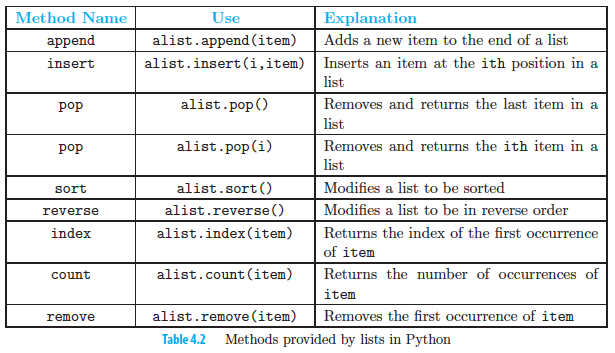 Method Name Use Explanation
append alist.append(item) Adds a new item to the end of a list
insert alist.insert(i,item) Inserts an item at the ith position in a
list
pop alist.pop() Removes and returns the last item in a
list
pop alist.pop(i) Removes and returns the ith item in a
list
sort alist.sort() Modifies a list to be sorted
reverse alist.reverse() Modifies a list to be in reverse order
index alist.index(item) Returns the index of the first occurrence
of item
count alist.count(item) Returns the number of occurrences of
item
remove alist.remove(item) Removes the first occurrence of item
Table 4.2 Methods provided by lists in Python